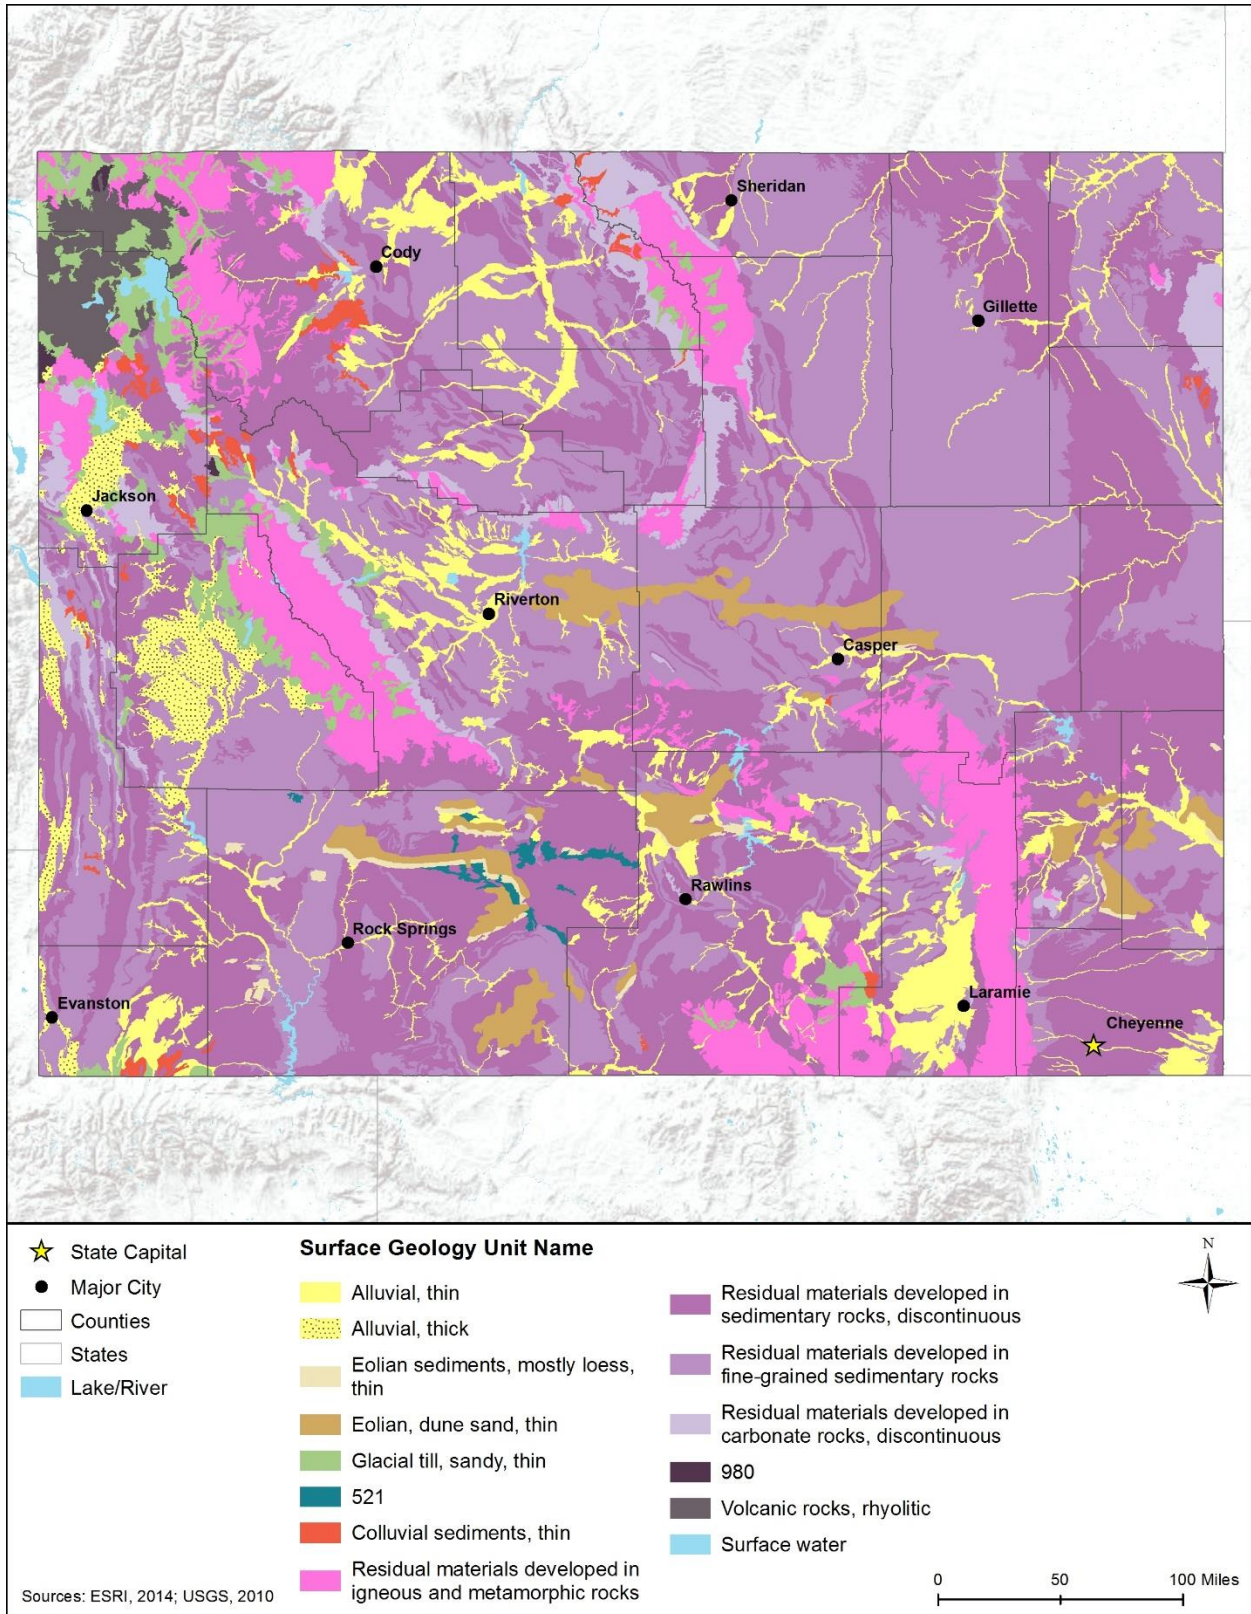 Sheridan
Cody
Gillette
Jackson
Riverton
Casper
Rawlins
Rock Springs
Evanston
Laramie
Cheyenne
State Capital
Major City
Counties
States
Lake/River
Surface Geology Unit Name
Alluvial, thin
Alluvial, thick
Eolian sediments, mostly loess,
thin
Eolian, dune sand, thin
Glacial till, sandy, thin
521
Colluvial sediments, thin
Residual materials developed in
igneous and metamorphic rocks
Residual materials developed in
sedimentary rocks, discontinuous
Residual materials developed in
fine-grained sedimentary rocks
Residual materials developed in
carbonate rocks, discontinuous
980
Volcanic rocks, rhyolitic
Surface water
N
0 50 100 Miles
Sources: ESRI, 2014; USGS, 2010